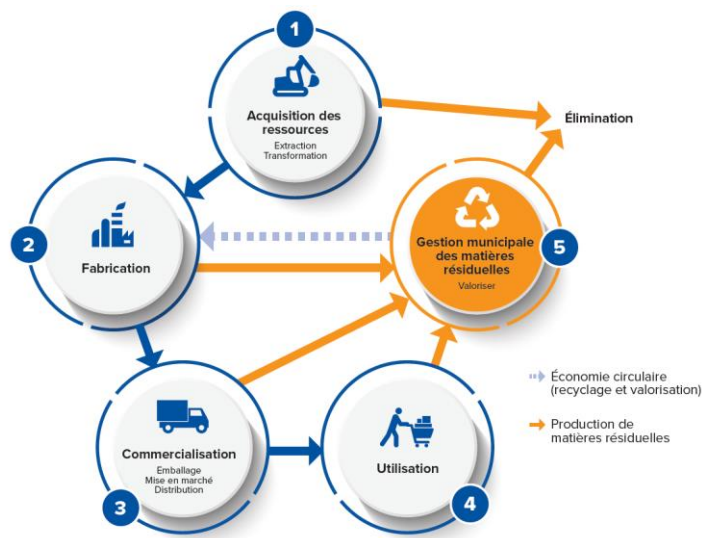 1
Acquisition des
ressources
Extraction
Transformation
Élimination
2
Fabrication
Gestion municipale
des matières
résiduelles
Valoriser
5
Commercialisation
Emballage
Mise en marché
Distribution
3
Utilisation
4
Économie circulaire
(recyclage et valorisation)
Production de
matières résiduelles